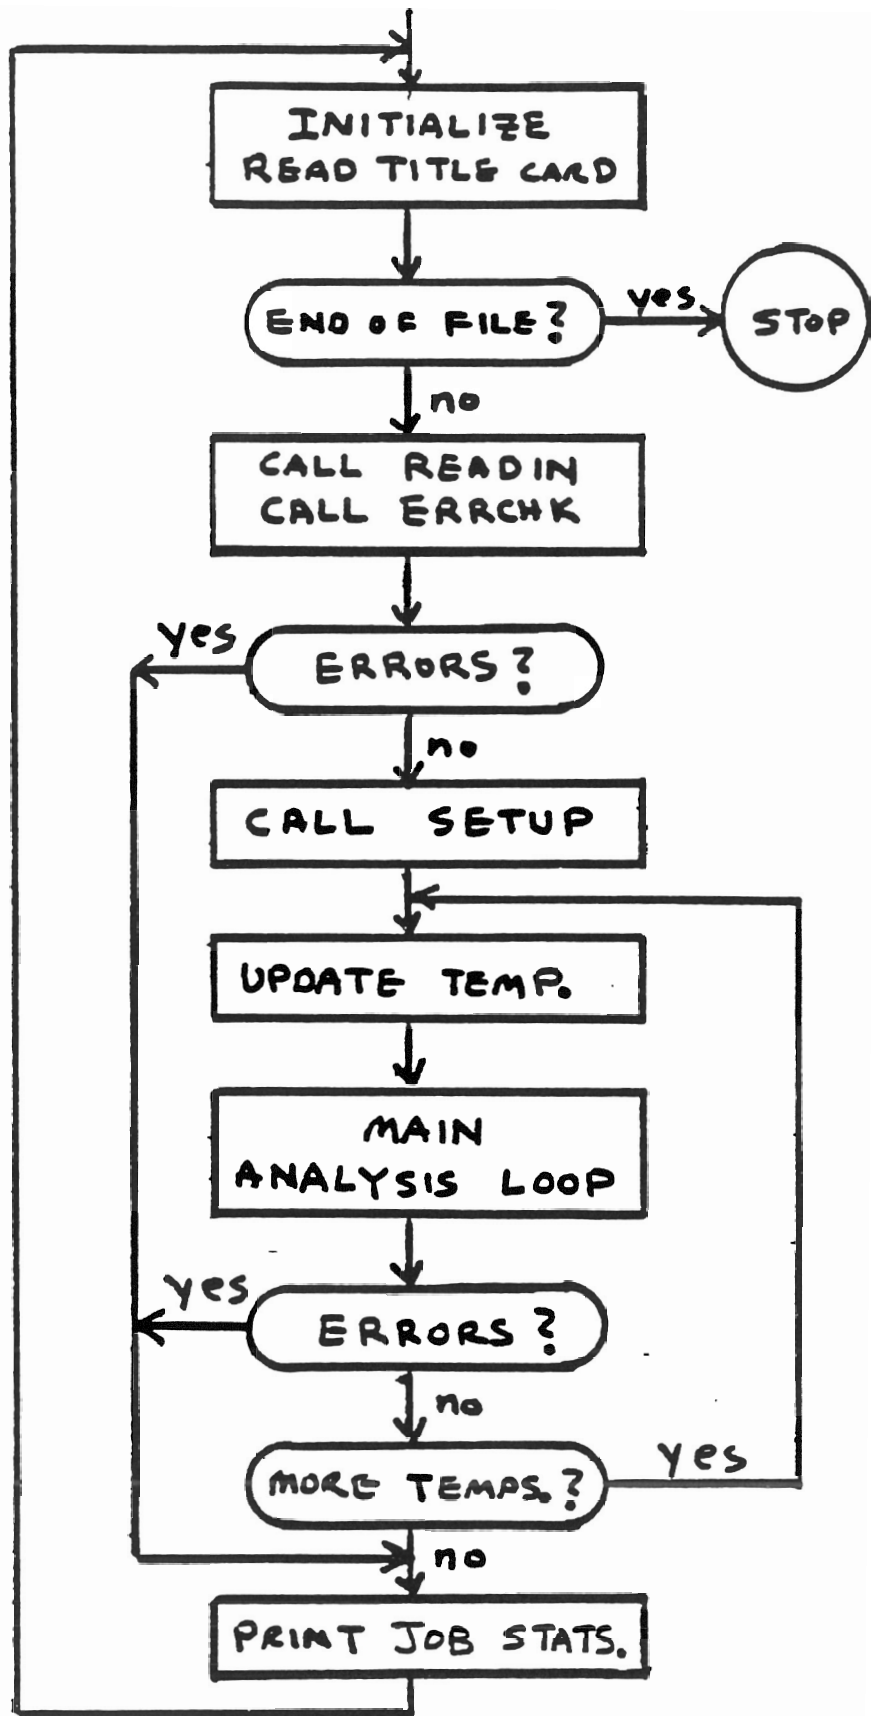 INITIALIZE
READ TITLE CARD
END OF FILE?
yes
STOP
no
CALL READIN
CALL ERRCHK
yes
ERRORS?
no
CALL SETUP
UPDATE TEMP.
MAIN
ANALYSIS LOOP
yes
ERRORS?
no
MORE TEMPS.?
yes
no
PRINT JOB STATS.